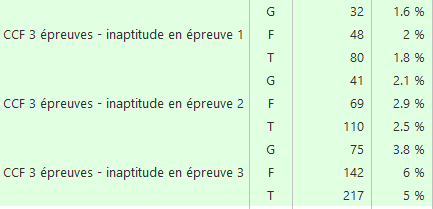 G 32 1.6 %
CCF 3 épreuves - inaptitude en épreuve 1 F 48 2 %
T 80 1.8 %
G 41 2.1 %
CCF 3 épreuves - inaptitude en épreuve 2 F 69 2.9 %
T 110 2.5 %
G 75 3.8 %
CCF 3 épreuves - inaptitude en épreuve 3 F 142 6 %
T 217 5 %